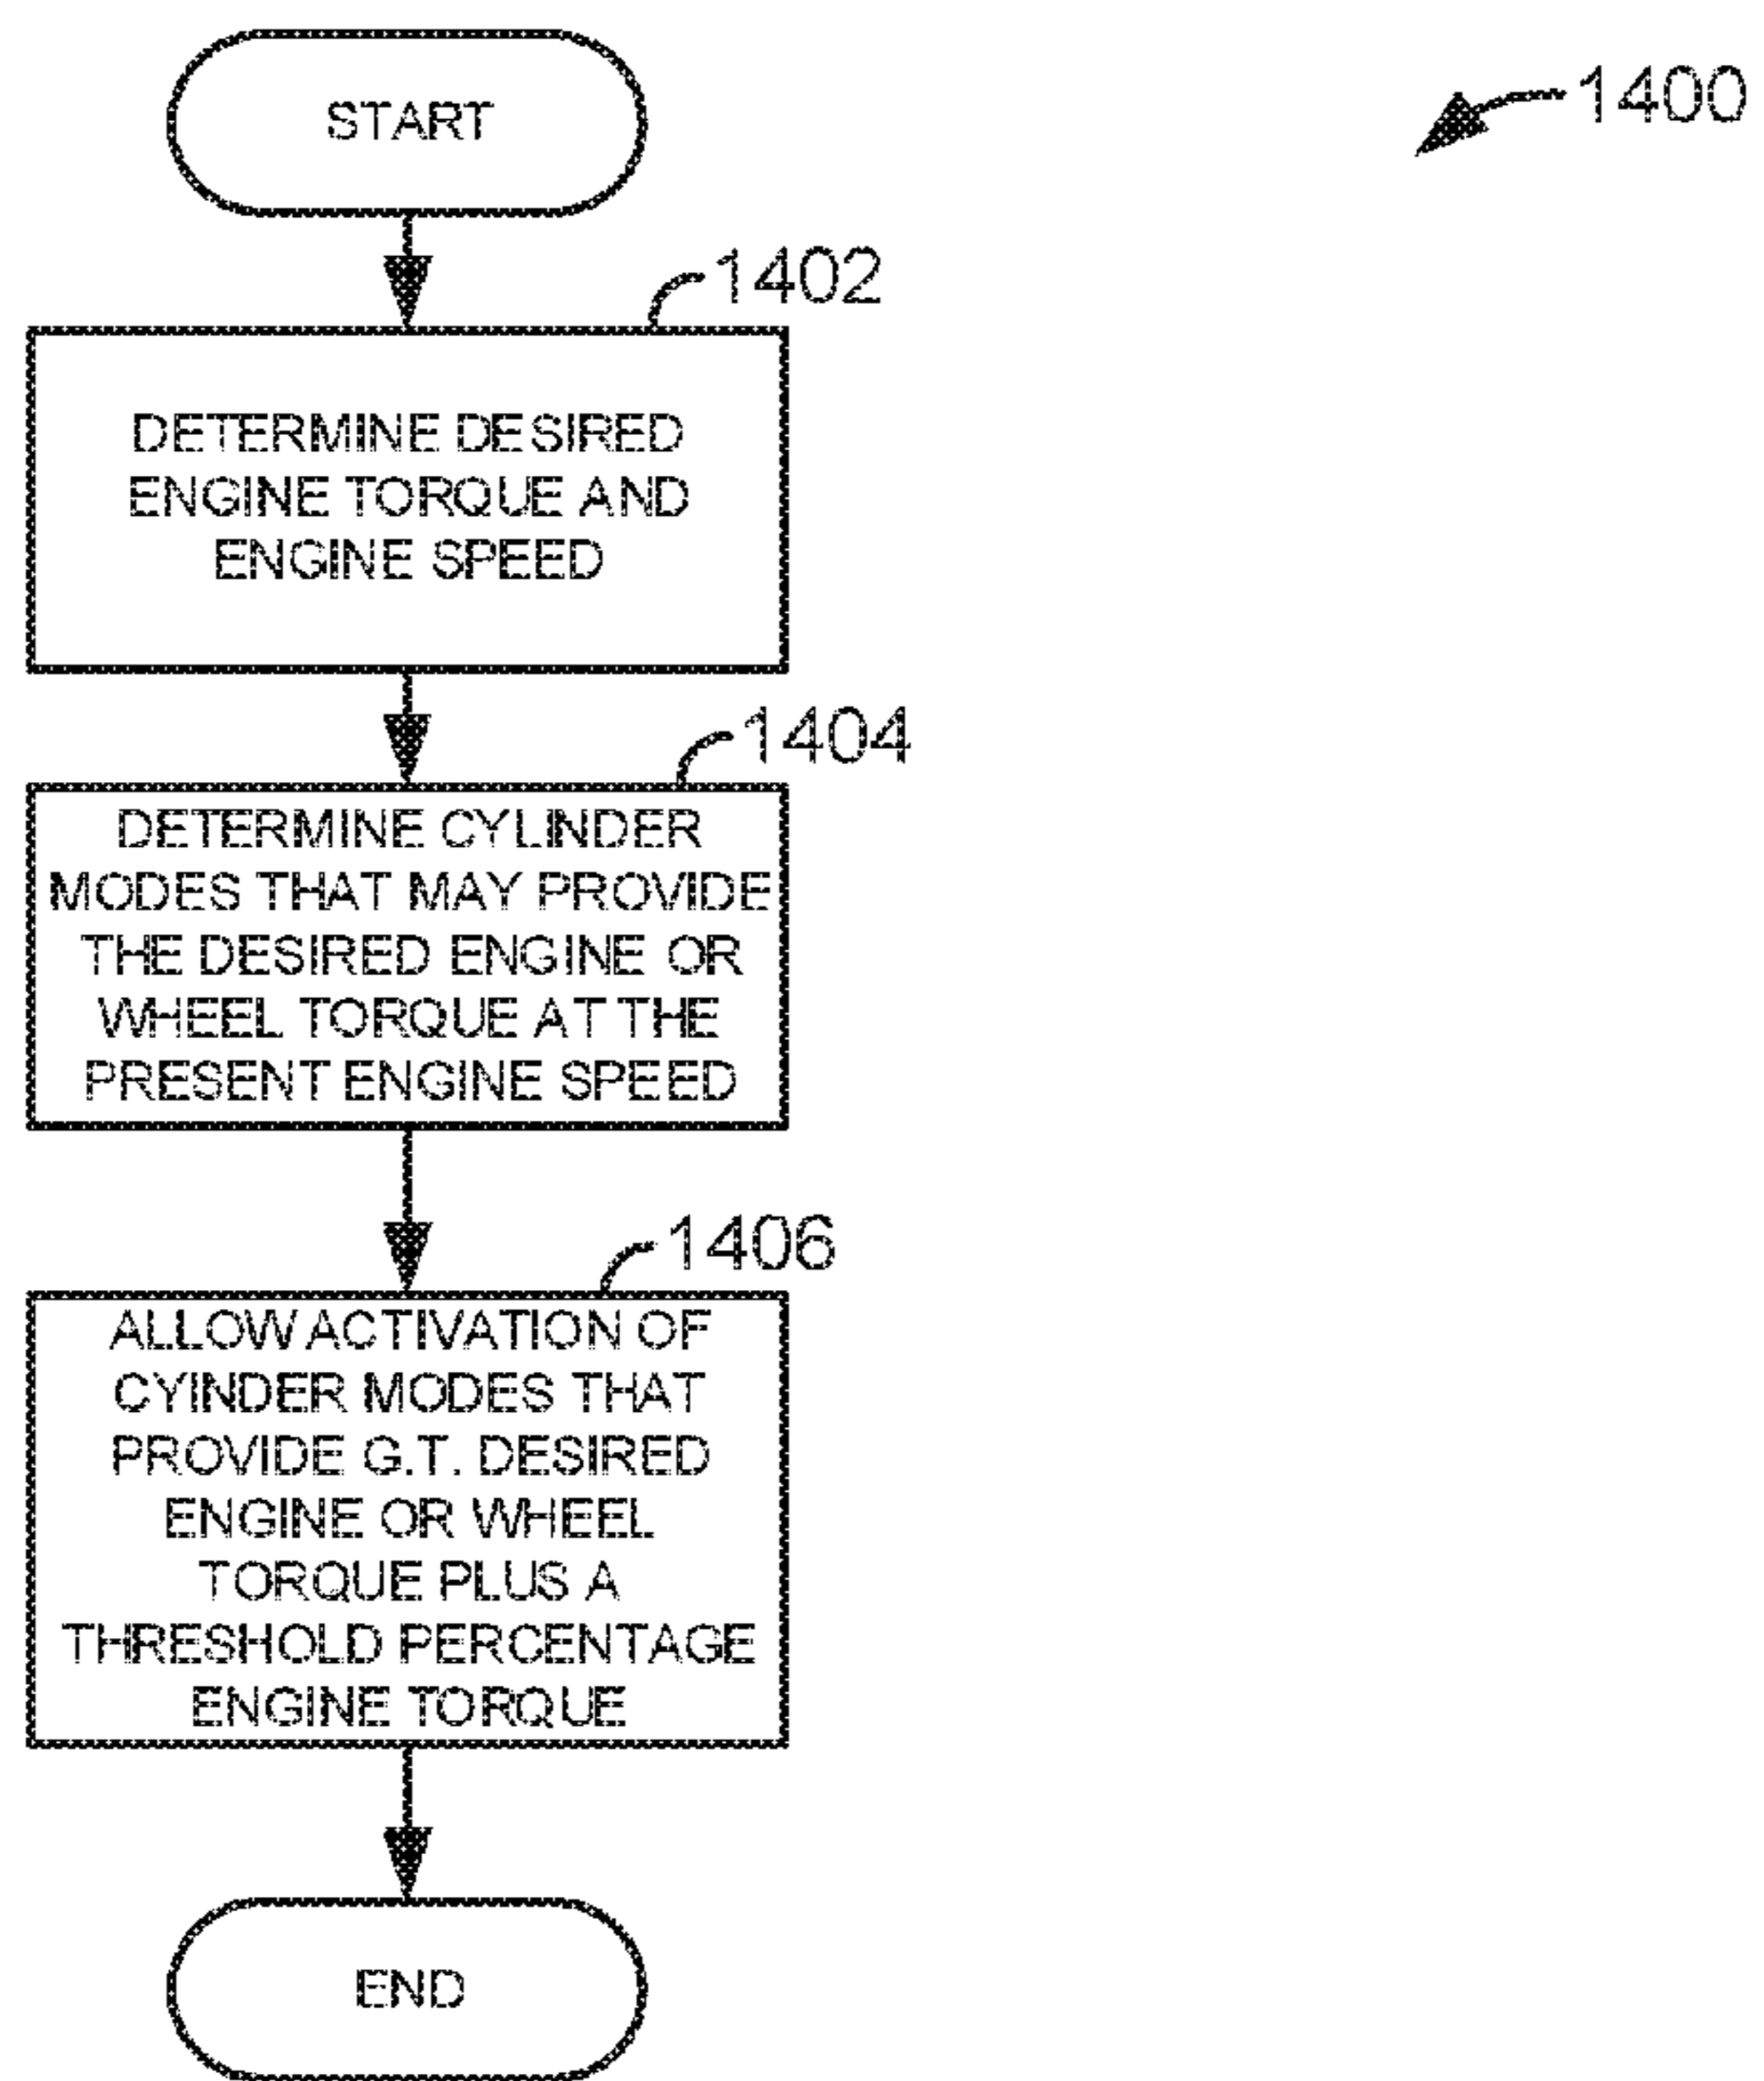 START
1400
1402
DETERMINE DESIRED
ENGINE TORQUE AND
ENGINE SPEED
1404
DETERMINE CYLINDER
MODES THAT MAY PROVIDE
THE DESIRED ENGINE OR
WHEEL TORQUE AT THE
PRESENT ENGINE SPEED
1406
ALLOW ACTIVATION OF
CYINDER MODES THAT
PROVIDE G.T. DESIRED
ENGINE OR WHEEL
TORQUE PLUS A
THRESHOLD PERCENTAGE
ENGINE TORQUE
END